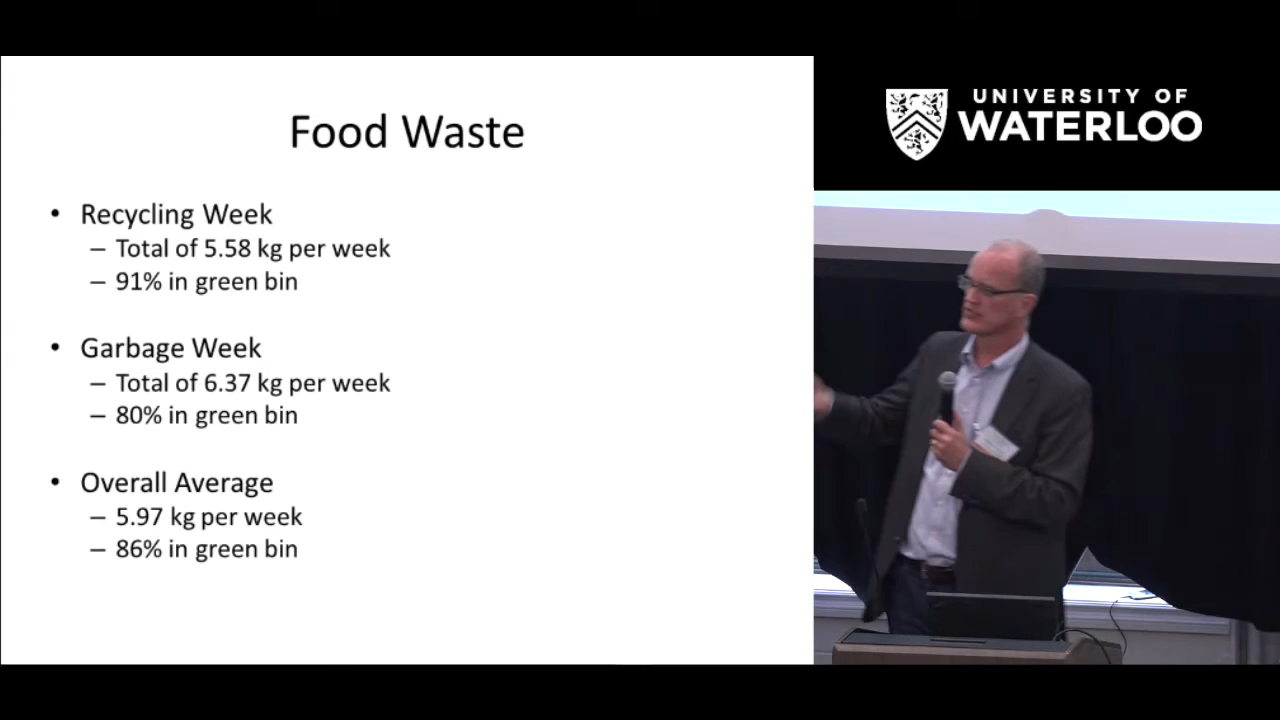 Food Waste
• Recycling Week
– Total of 5.58 kg per week
– 91% in green bin
• Garbage Week
– Total of 6.37 kg per week
– 80% in green bin
• Overall Average
– 5.97 kg per week
– 86% in green bin
UNIVERSITY OF
WATERLOO